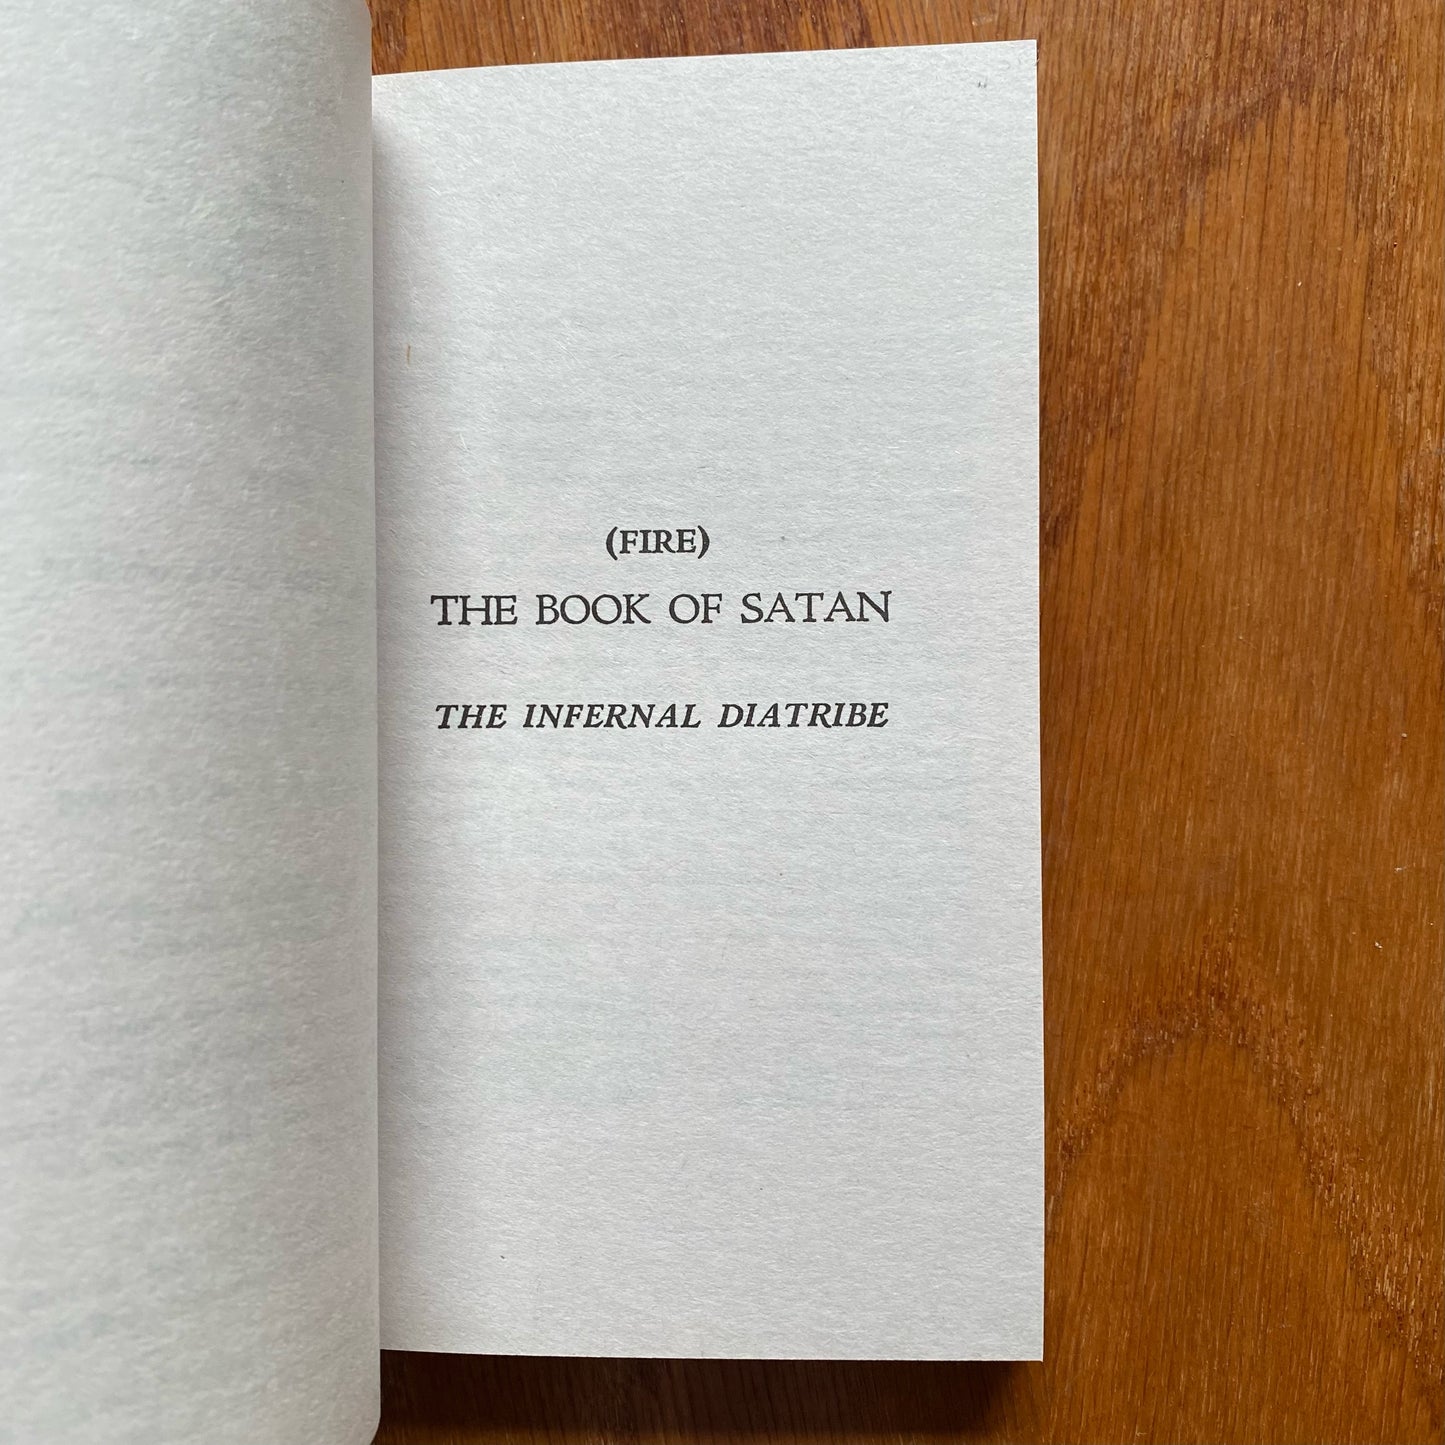 (FIRE)
THE BOOK OF SATAN
THE INFERNAL DIATRIBE